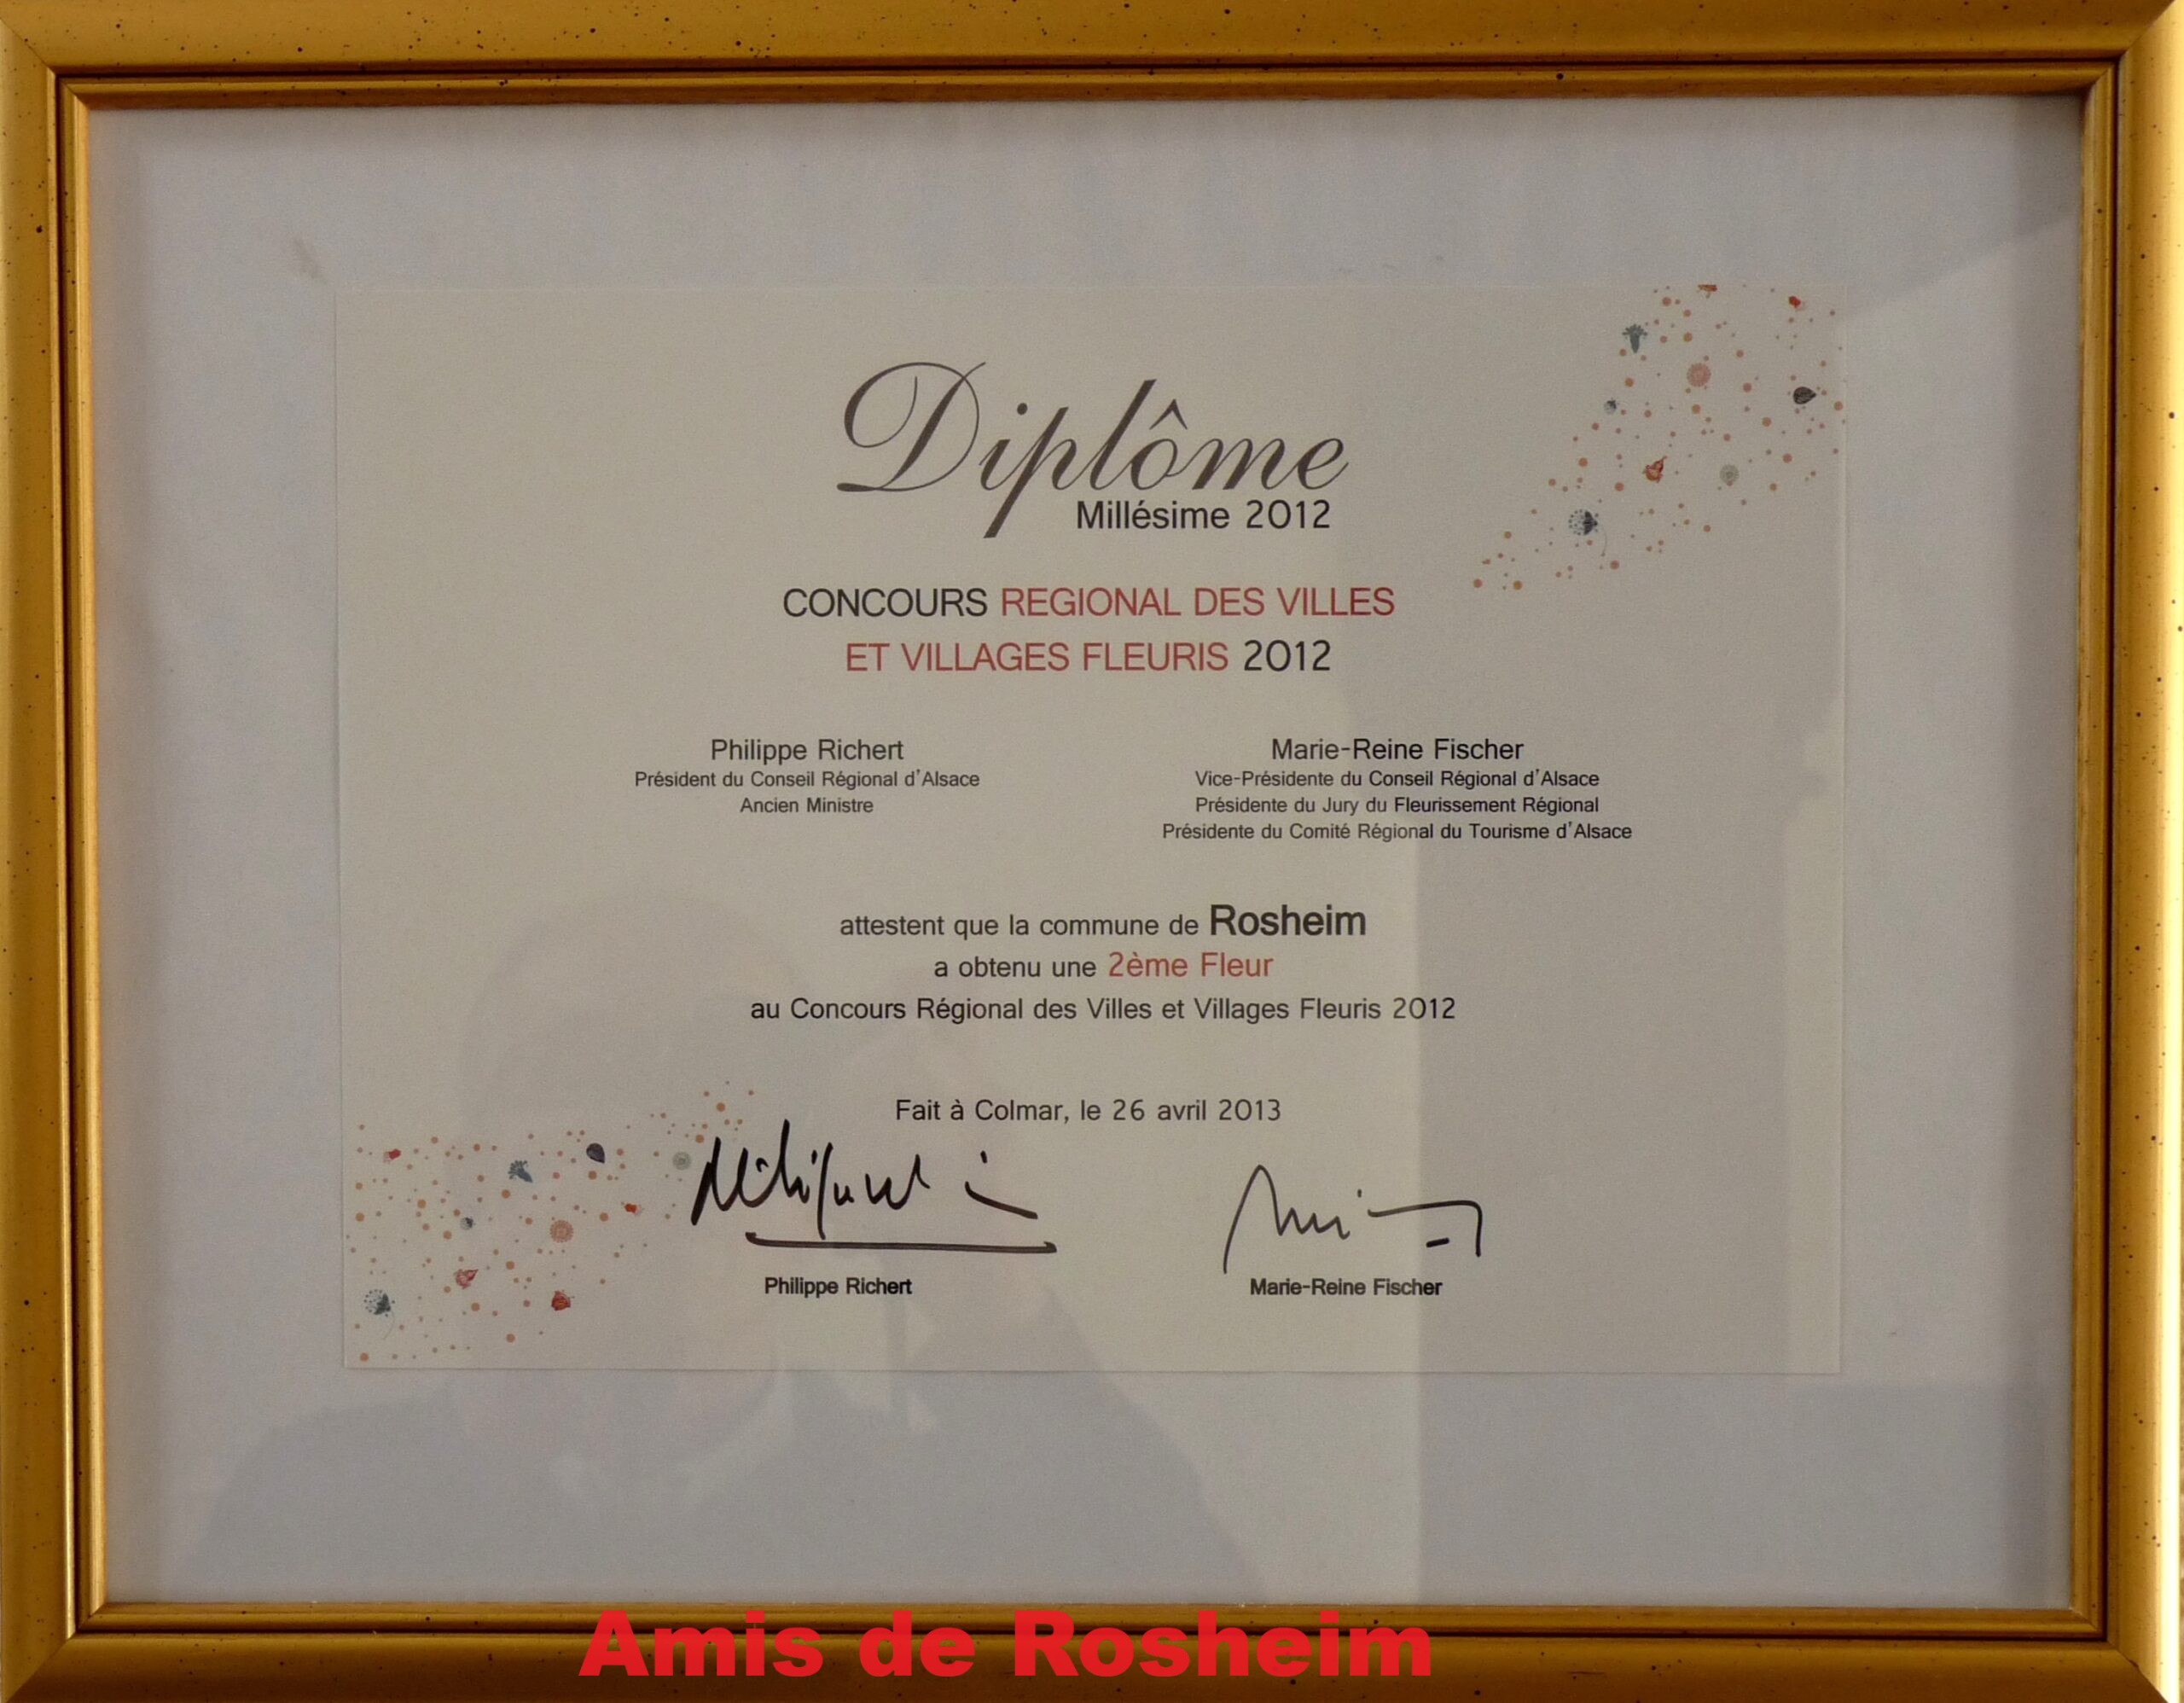 Diplôme
Millésime 2012
CONCOURS REGIONAL DES VILLES
ET VILLAGES FLEURIS 2012
Philippe Richert
Président du Conseil Régional d'Alsace
Ancien Ministre
Marie-Reine Fischer
Vice-Présidente du Conseil Régional d'Alsace
Présidente du Jury du Fleurissement Régional
Présidente du Comité Régional du Tourisme d'Alsace
attestent que la commune de Rosheim
a obtenu une 2ème Fleur
au Concours Régional des Villes et Villages Fleuris 2012
Fait à Colmar, le 26 avril 2013
Philippe Richert
Marie-Reine Fischer
Amis de Rosheim